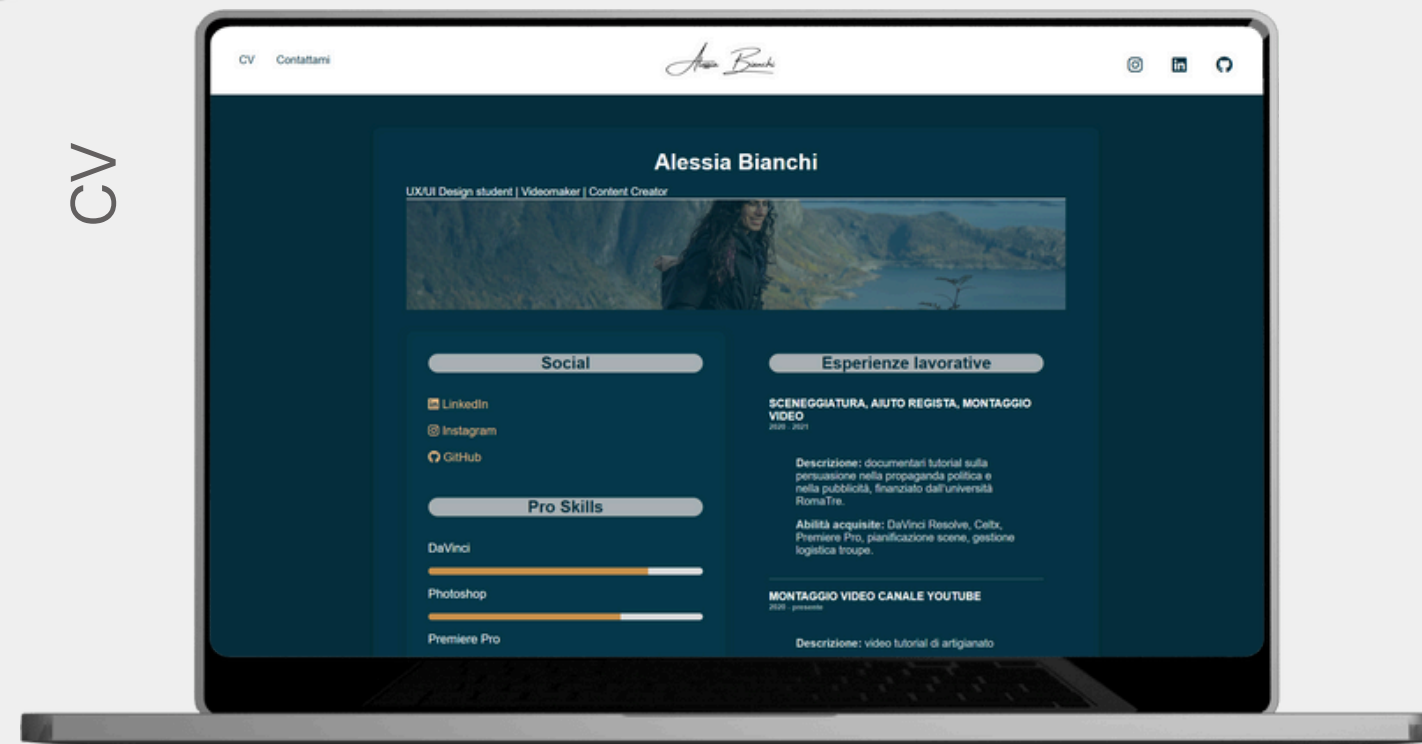 CV
CV Contattami
Alessia Bianchi
Alessia Bianchi
UX/UI Design student | Videomaker | Content Creator
Social
LinkedIn
Instagram
GitHub
Pro Skills
DaVinci
Photoshop
Premiere Pro
Esperienze lavorative
SCENEGGIATURA, AIUTO REGISTA, MONTAGGIO
VIDEO
2020 - 2021
Descrizione: documentari tutorial sulla
persuasione nella propaganda politica e
nella pubblicità, finanziato dall'università
RomaTre.
Abilità acquisite: DaVinci Resolve, Celtx,
Premiere Pro, pianificazione scene, gestione
logistica troupe.
MONTAGGIO VIDEO CANALE YOUTUBE
2020 - presente
Descrizione: video tutorial di artigianato